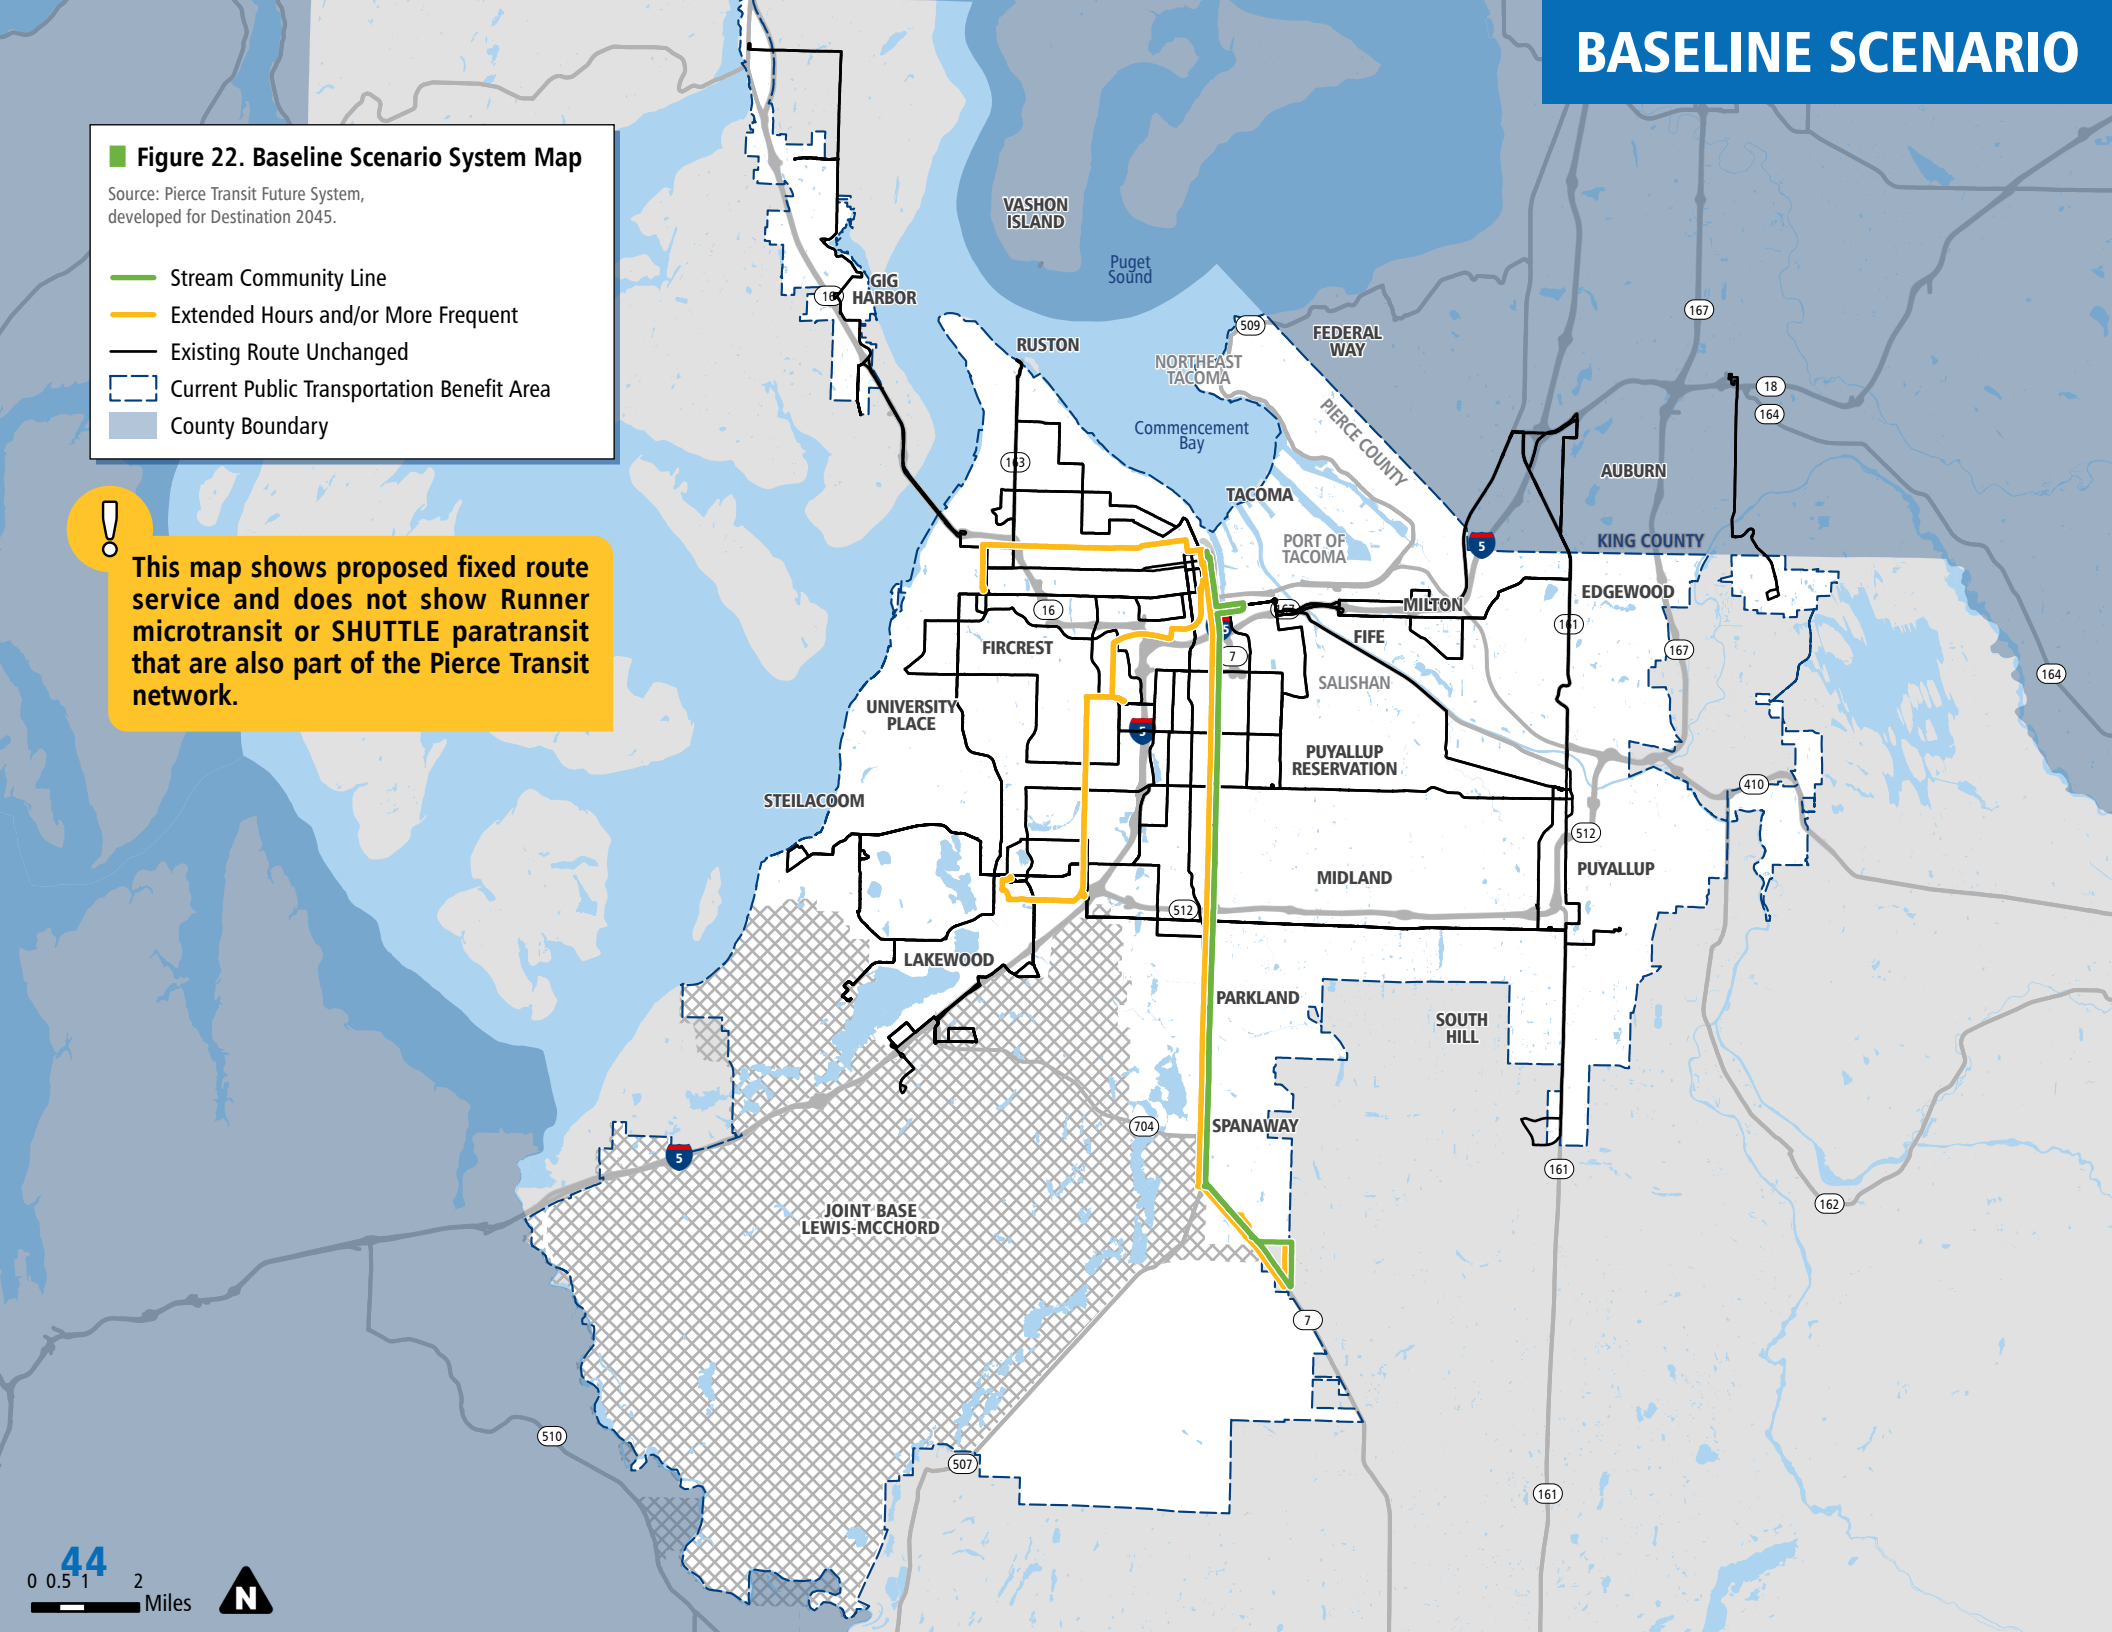 BASELINE SCENARIO
Figure 22. Baseline Scenario System Map
Source: Pierce Transit Future System,
developed for Destination 2045.
Stream Community Line
Extended Hours and/or More Frequent
Existing Route Unchanged
Current Public Transportation Benefit Area
County Boundary
This map shows proposed fixed route
service and does not show Runner
microtransit or SHUTTLE paratransit
that are also part of the Pierce Transit
network.
VASHON
ISLAND
Puget
Sound
GIG
HARBOR
16
RUSTON
509
FEDERAL
WAY
167
NORTHEAST
TACOMA
PIERCE COUNTY
18
164
Commencement
Bay
163
AUBURN
TACOMA
PORT OF
TACOMA
5
KING COUNTY
EDGEWOOD
16
167
MILTON
161
5
FIFE
FIRCREST
7
167
164
SALISHAN
UNIVERSITY
PLACE
5
PUYALLUP
RESERVATION
410
STEILACOOM
512
PUYALLUP
MIDLAND
512
LAKEWOOD
PARKLAND
SOUTH
HILL
704
SPANAWAY
5
161
162
JOINT BASE
LEWIS-MCCHORD
7
510
507
161
44
0 0.5 1 2
Miles
N